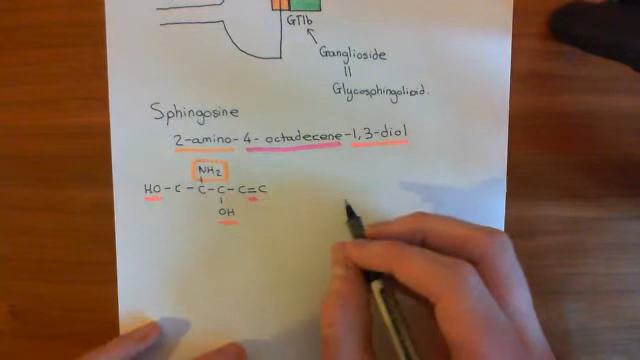 GT1b
Ganglioside
=
Glycosphingolipid.
Sphingosine
2-amino-4-octadecene-1,3-diol
NH2
HO-C-C-C-C=C
OH